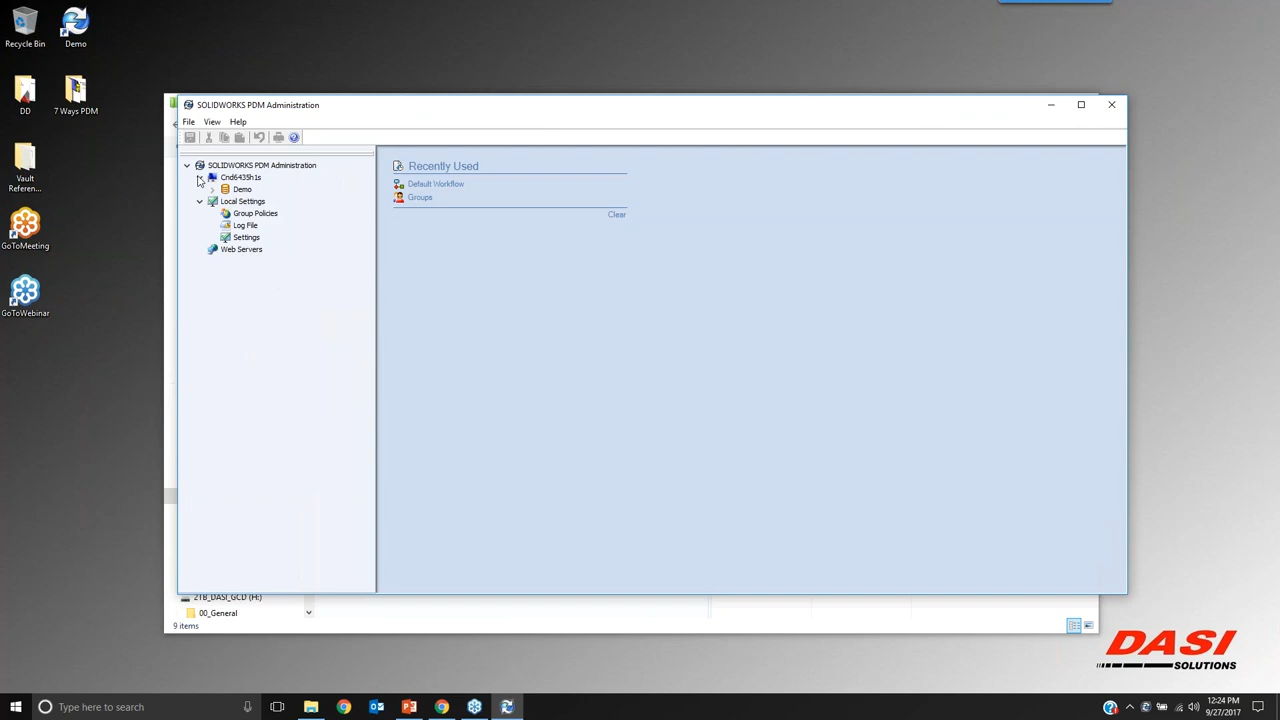 Recycle Bin
Demo
DD
7 Ways PDM
Vault
Referen...
GoToMeeting
GoToWebinar
SOLIDWORKS PDM Administration
File View Help
SOLIDWORKS PDM Administration
Cnd6435h1s
Demo
Local Settings
Group Policies
Log File
Settings
Web Servers
Recently Used
Default Workflow
Groups
Clear
2TB_DASI_GCD (H:)
00_General
9 items
DASI
SOLUTIONS
Type here to search
12:24 PM
9/27/2017